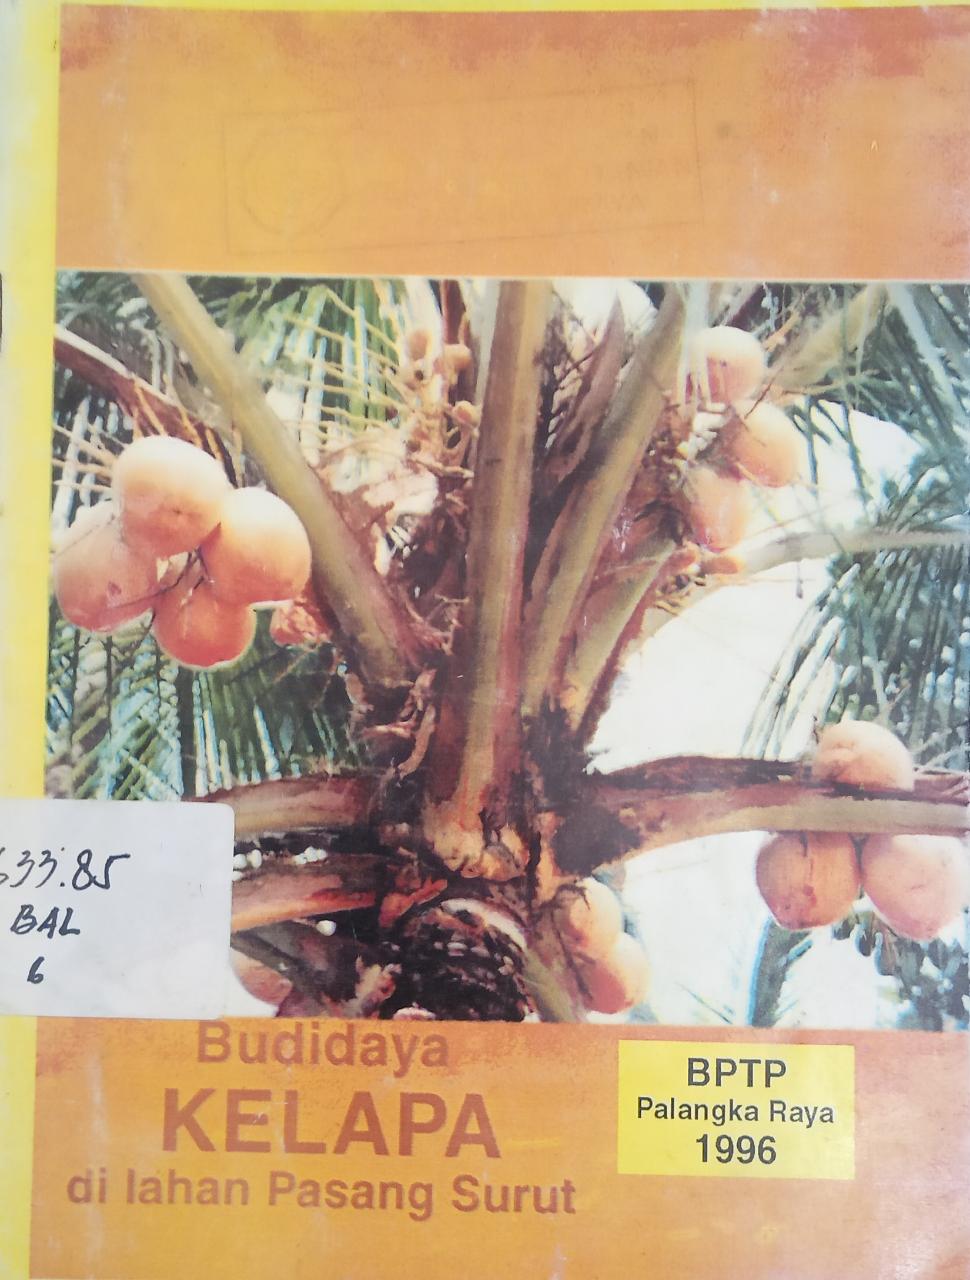 633.85
BAL
6
Budidaya
KELAPA
di lahan Pasang Surut
BPTP
Palangka Raya
1996